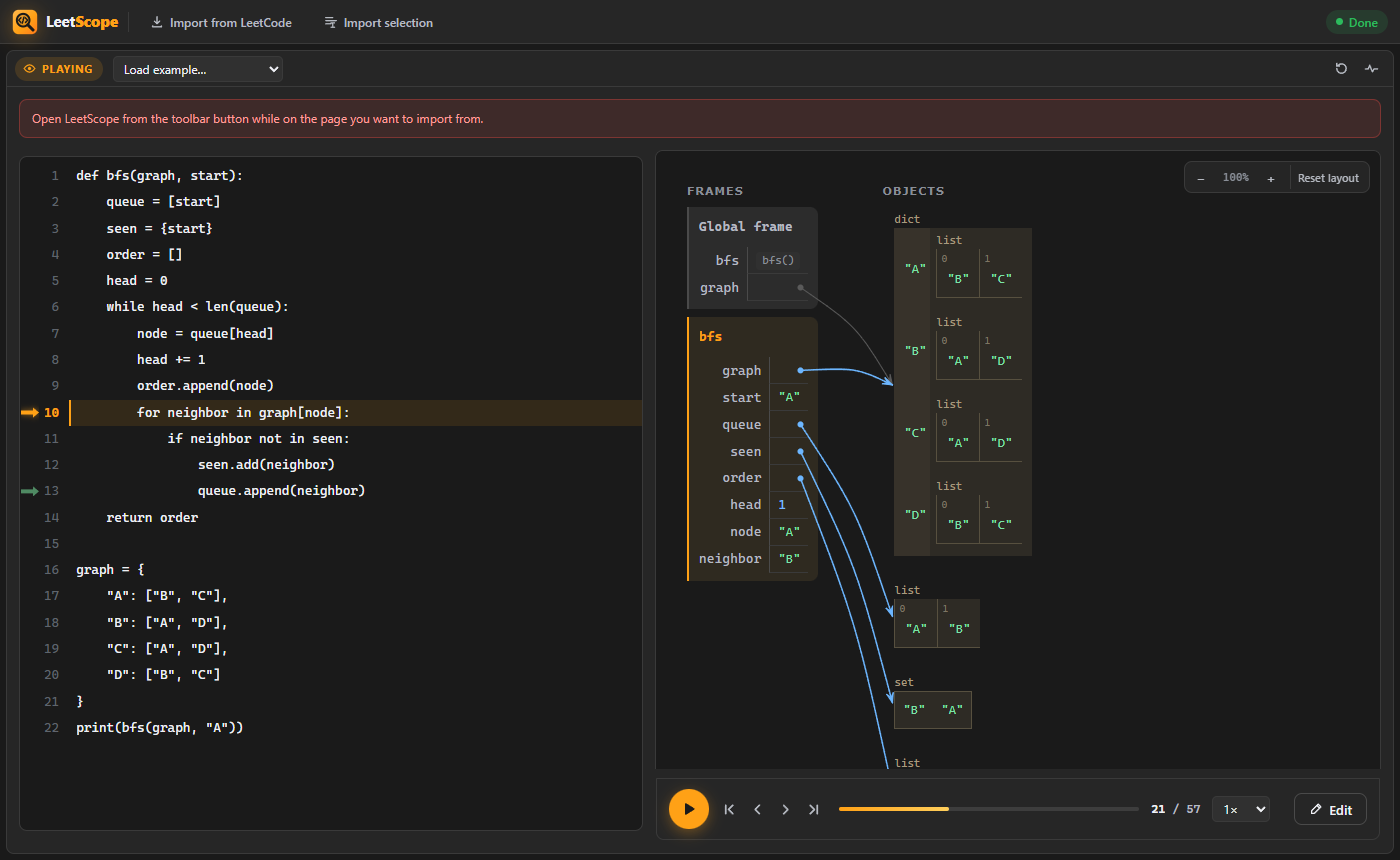 LeetScope
Import from LeetCode
Import selection
Done
PLAYING
Load example...
Open LeetScope from the toolbar button while on the page you want to import from.
1 def bfs(graph, start):
2 queue = [start]
3 seen = {start}
4 order = []
5 head = 0
6 while head < len(queue):
7 node = queue[head]
8 head += 1
9 order.append(node)
10 for neighbor in graph[node]:
11 if neighbor not in seen:
12 seen.add(neighbor)
13 queue.append(neighbor)
14 return order
15
16 graph = {
17 "A": ["B", "C"],
18 "B": ["A", "D"],
19 "C": ["A", "D"],
20 "D": ["B", "C"]
21 }
22 print(bfs(graph, "A"))
– 100% + Reset layout
FRAMES
Global frame
bfs bfs()
graph
bfs
graph
start "A"
queue
seen
order
head 1
node "A"
neighbor "B"
OBJECTS
dict
list
0 1
"A" "B" "C"
list
0 1
"B" "A" "D"
list
0 1
"C" "A" "D"
list
0 1
"D" "B" "C"
list
0 1
"A" "B"
set
"B" "A"
list
21 / 57
1×
Edit